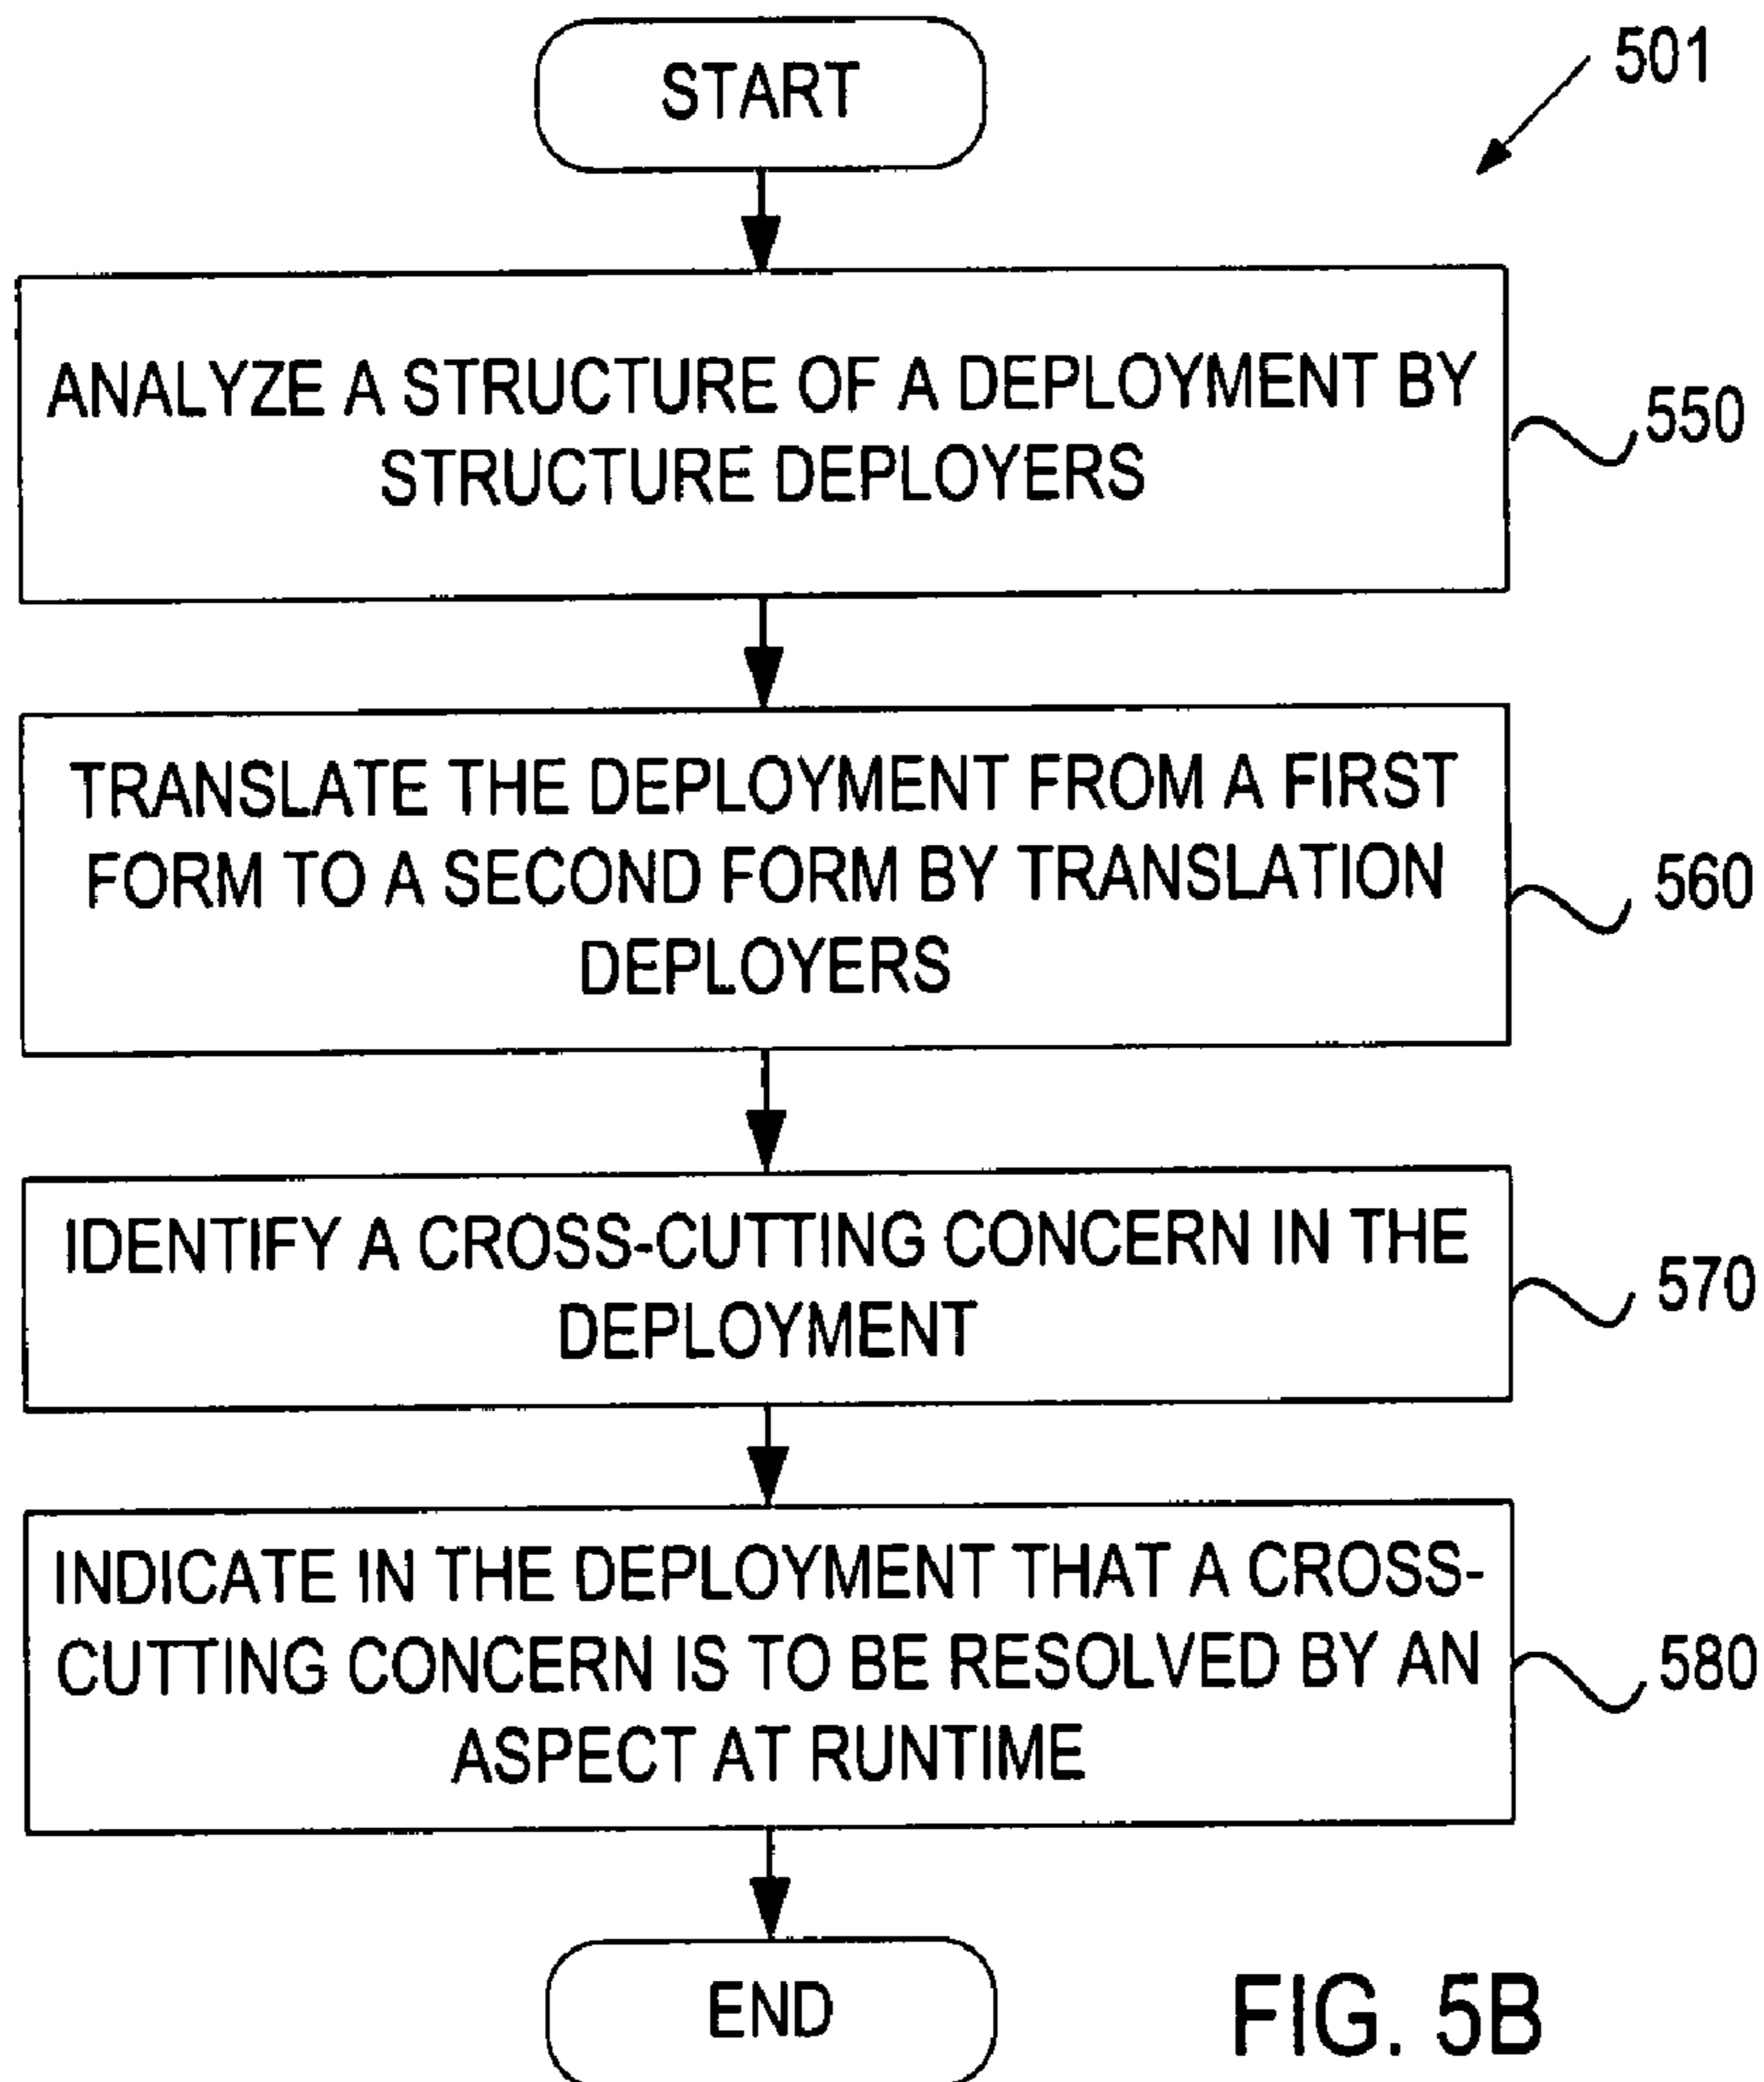 START
501
ANALYZE A STRUCTURE OF A DEPLOYMENT BY
STRUCTURE DEPLOYERS
550
TRANSLATE THE DEPLOYMENT FROM A FIRST
FORM TO A SECOND FORM BY TRANSLATION
DEPLOYERS
560
IDENTIFY A CROSS-CUTTING CONCERN IN THE
DEPLOYMENT
570
INDICATE IN THE DEPLOYMENT THAT A CROSS-
CUTTING CONCERN IS TO BE RESOLVED BY AN
ASPECT AT RUNTIME
580
END
FIG. 5B